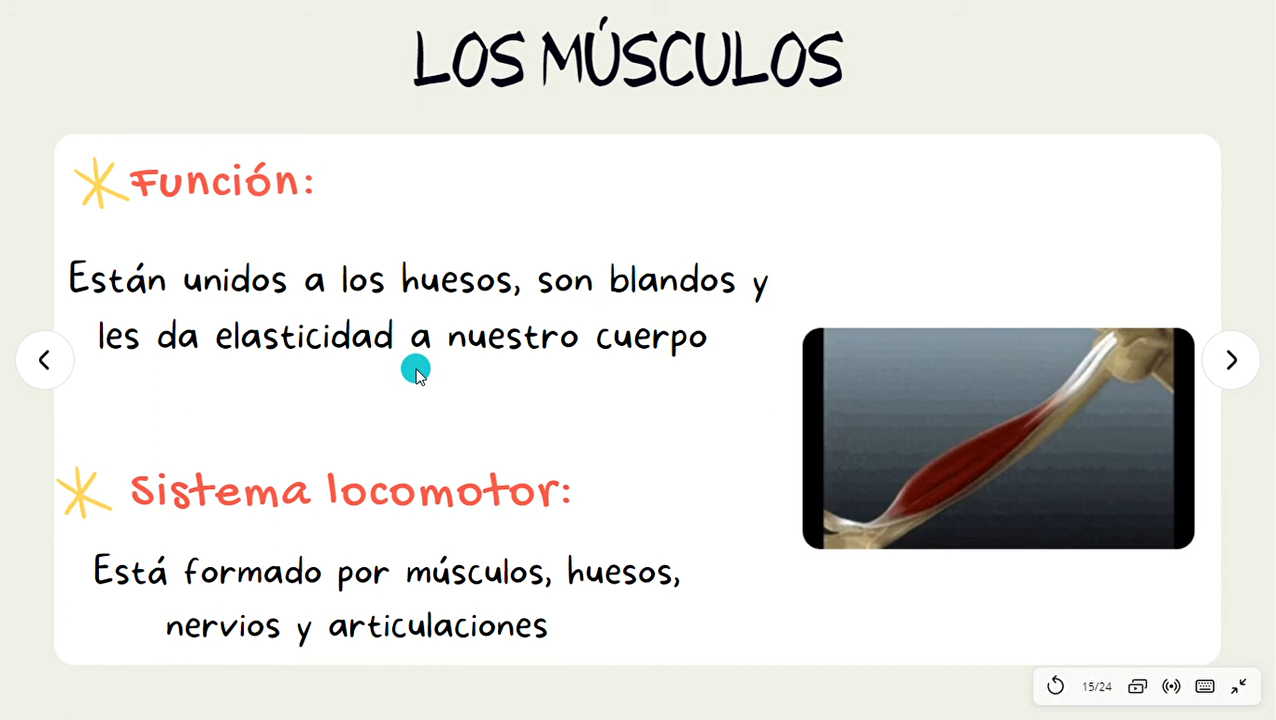 LOS MÚSCULOS
Función:
Están unidos a los huesos, son blandos y
les da elasticidad a nuestro cuerpo
Sistema locomotor:
Está formado por músculos, huesos,
nervios y articulaciones
15/24